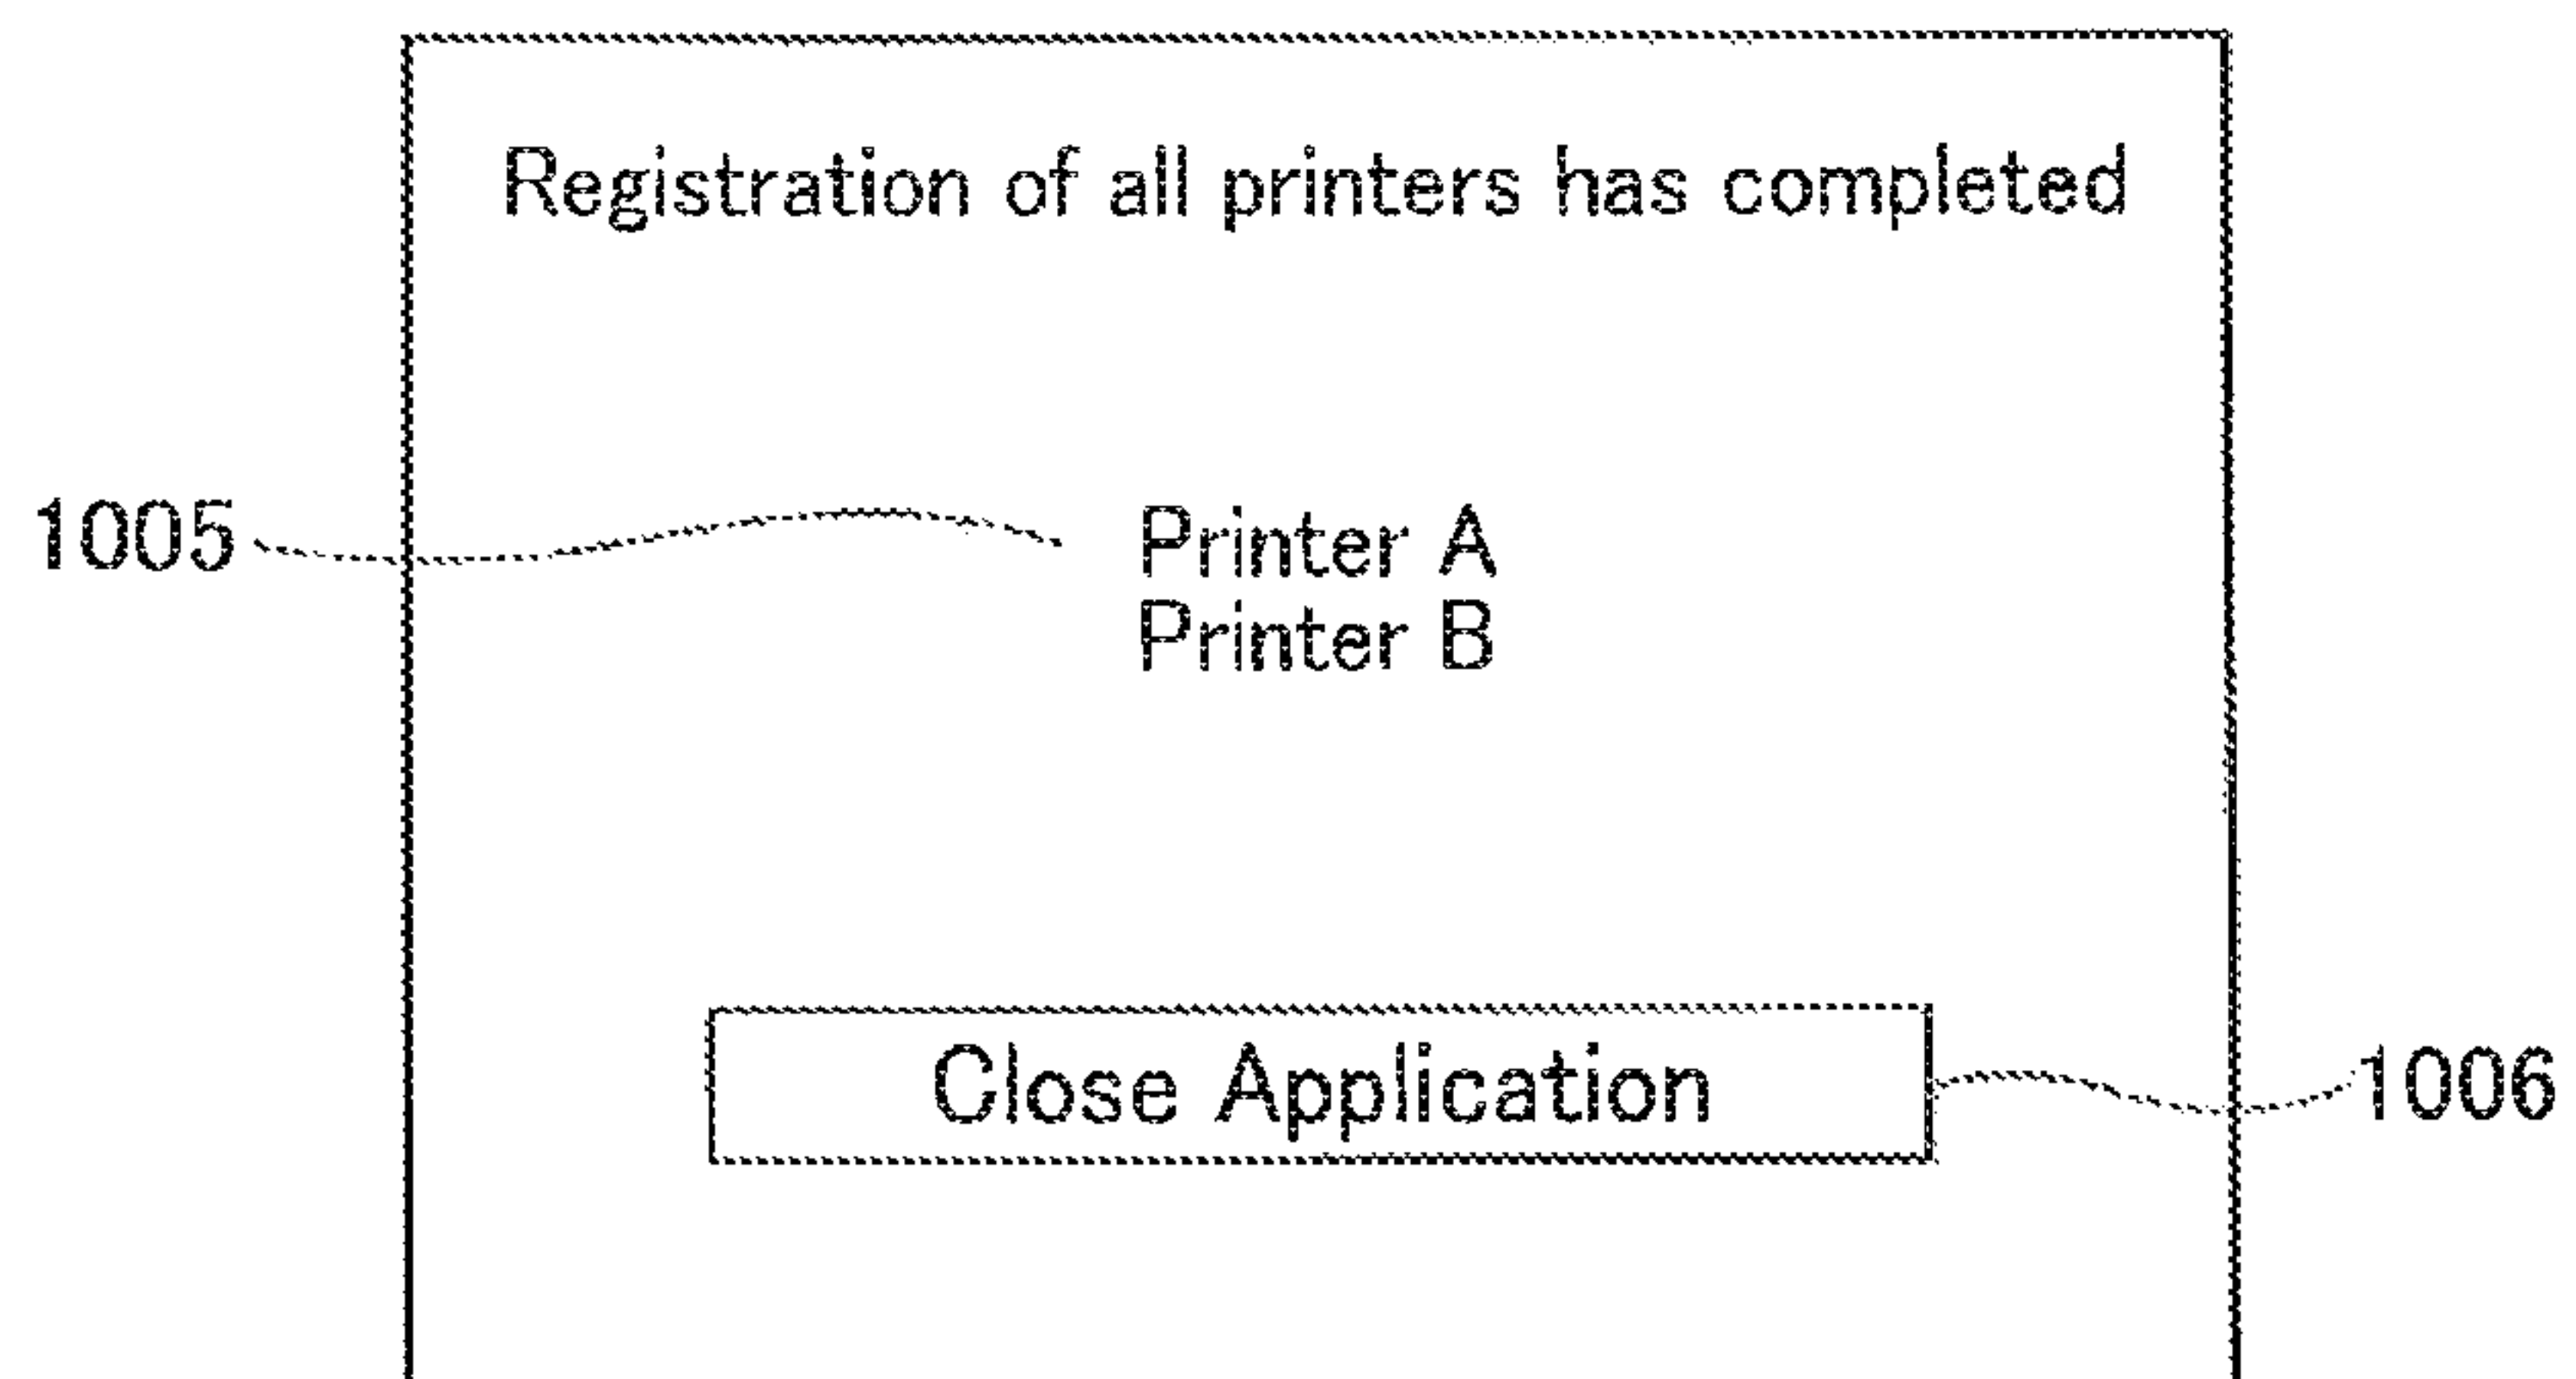 Registration of all printers has completed
1005
Printer A
Printer B
Close Application
1006